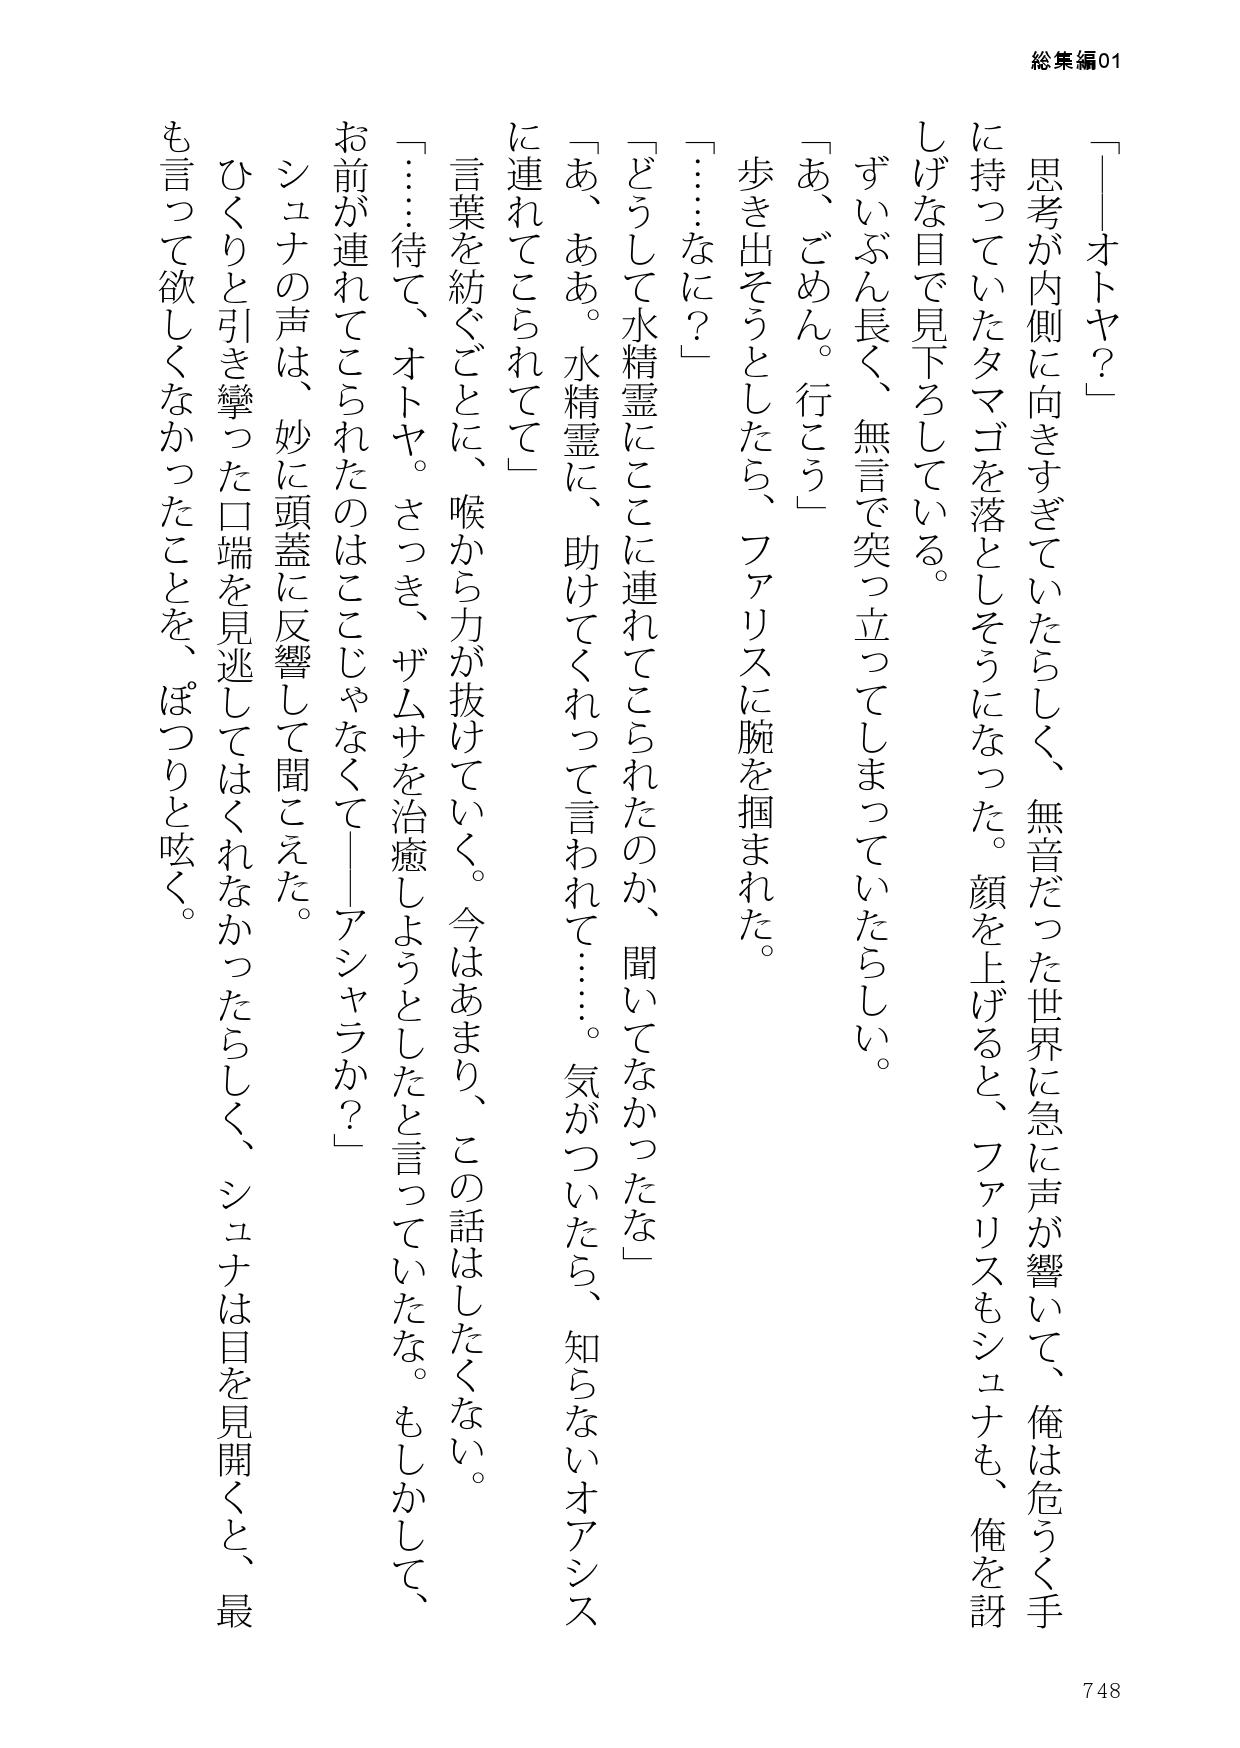 総集編01
「――オトヤ？」
　思考が内側に向きすぎていたらしく、無音だった世界に急に声が響いて、俺は危うく手
に持っていたタマゴを落としそうになった。顔を上げると、ファリスもシュナも、俺を訝
しげな目で見下ろしている。
　ずいぶん長く、無言で突っ立ってしまっていたらしい。
「あ、ごめん。行こう」
　歩き出そうとしたら、ファリスに腕を掴まれた。
「……なに？」
「どうして水精霊にここに連れてこられたのか、聞いてなかったな」
「あ、ああ。水精霊に、助けてくれって言われて……。気がついたら、知らないオアシス
に連れてこられてて」
　言葉を紡ぐごとに、喉から力が抜けていく。今はあまり、この話はしたくない。
「……待て、オトヤ。さっき、ザムサを治癒しようとしたと言っていたな。もしかして、
お前が連れてこられたのはここじゃなくて――アシャラか？」
　シュナの声は、妙に頭蓋に反響して聞こえた。
　ひくりと引き攣った口端を見逃してはくれなかったらしく、シュナは目を見開くと、最
も言って欲しくなかったことを、ぽつりと呟く。
748